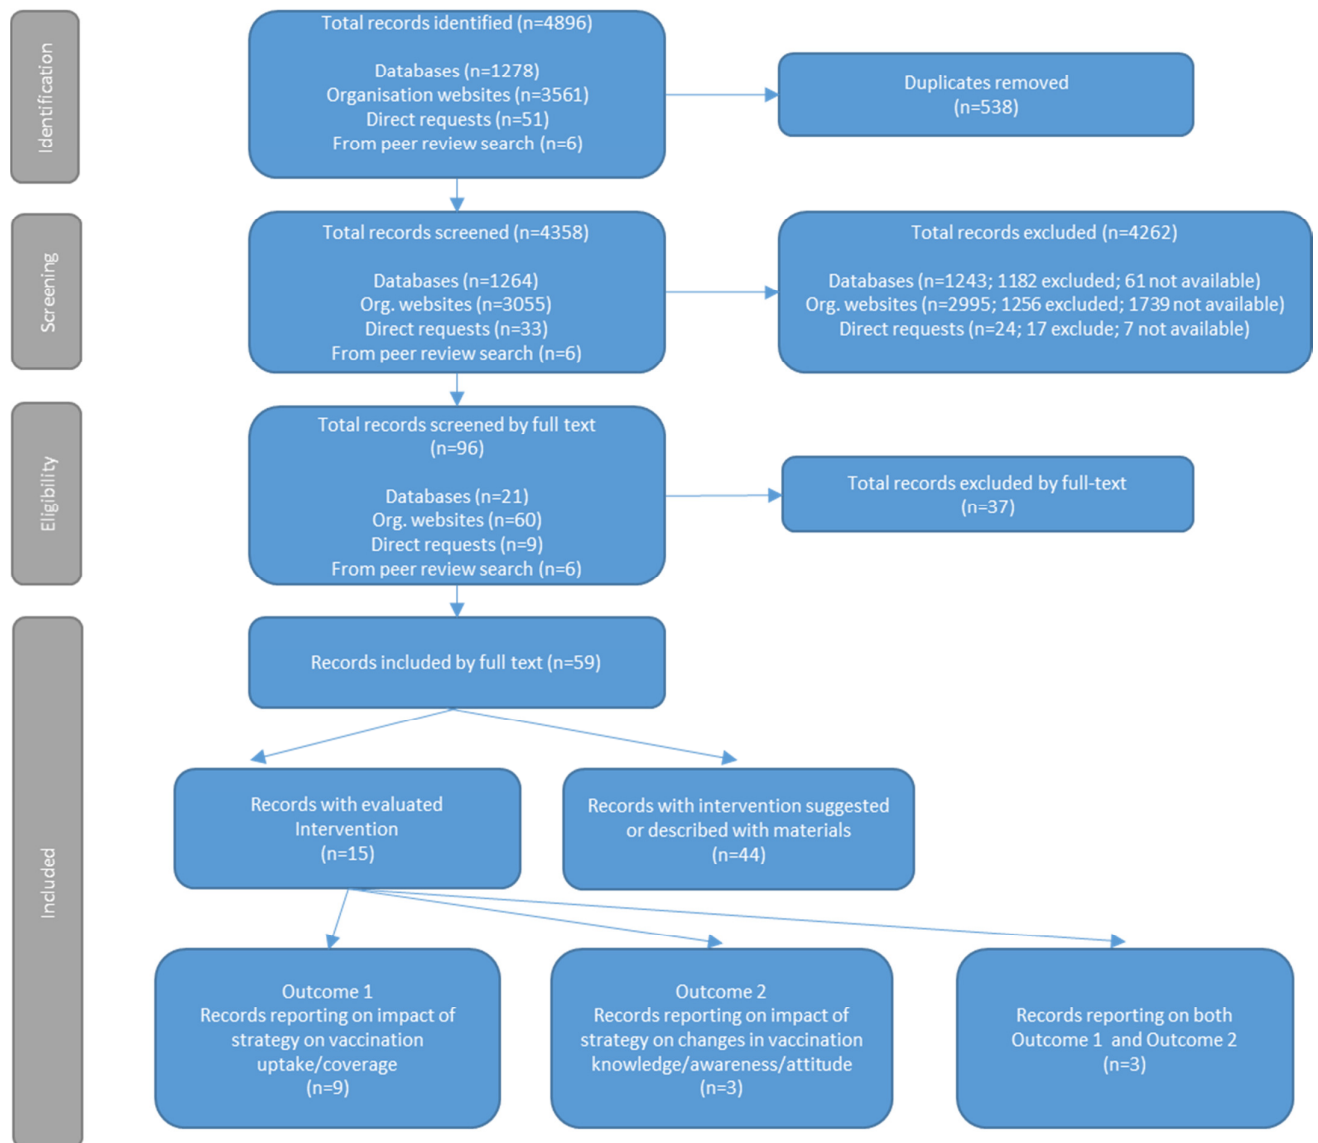 Identification
Total records identified (n=4896)
Databases (n=1278)
Organisation websites (n=3561)
Direct requests (n=51)
From peer review search (n=6)
Duplicates removed
(n=538)
Screening
Total records screened (n=4358)
Databases (n=1264)
Org. websites (n=3055)
Direct requests (n=33)
From peer review search (n=6)
Total records excluded (n=4262)
Databases (n=1243; 1182 excluded; 61 not available)
Org. websites (n=2995; 1256 excluded; 1739 not available)
Direct requests (n=24; 17 exclude; 7 not available)
Eligibility
Total records screened by full text
(n=96)
Databases (n=21)
Org. websites (n=60)
Direct requests (n=9)
From peer review search (n=6)
Total records excluded by full-text
(n=37)
Included
Records included by full text (n=59)
Records with evaluated
Intervention
(n=15)
Records with intervention suggested
or described with materials
(n=44)
Outcome 1
Records reporting on impact of
strategy on vaccination
uptake/coverage
(n=9)
Outcome 2
Records reporting on impact of
strategy on changes in vaccination
knowledge/awareness/attitude
(n=3)
Records reporting on both
Outcome 1 and Outcome 2
(n=3)